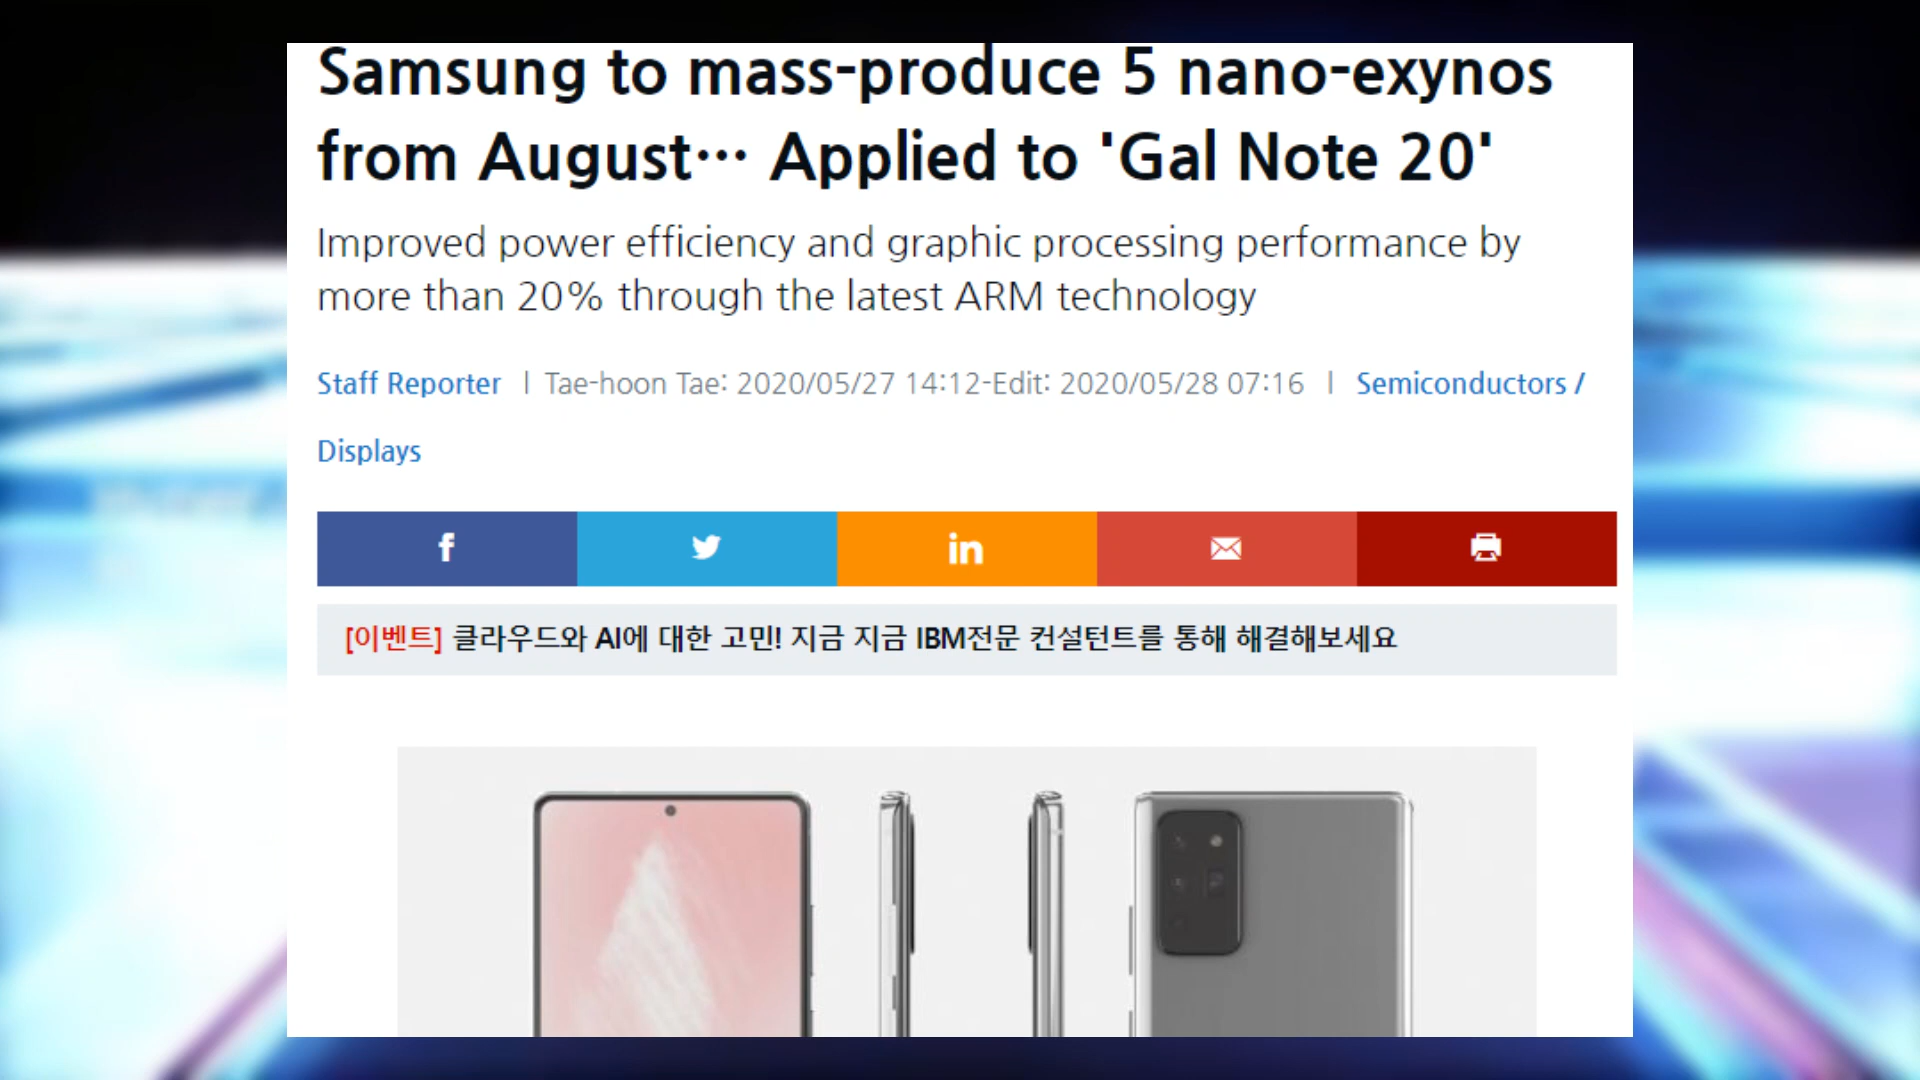 Samsung to mass-produce 5 nano-exynos
from August··· Applied to 'Gal Note 20'
Improved power efficiency and graphic processing performance by
more than 20% through the latest ARM technology
Staff Reporter | Tae-hoon Tae: 2020/05/27 14:12-Edit: 2020/05/28 07:16 | Semiconductors /
Displays
f
in
[이벤트] 클라우드와 AI에 대한 고민! 지금 지금 IBM전문 컨설턴트를 통해 해결해보세요